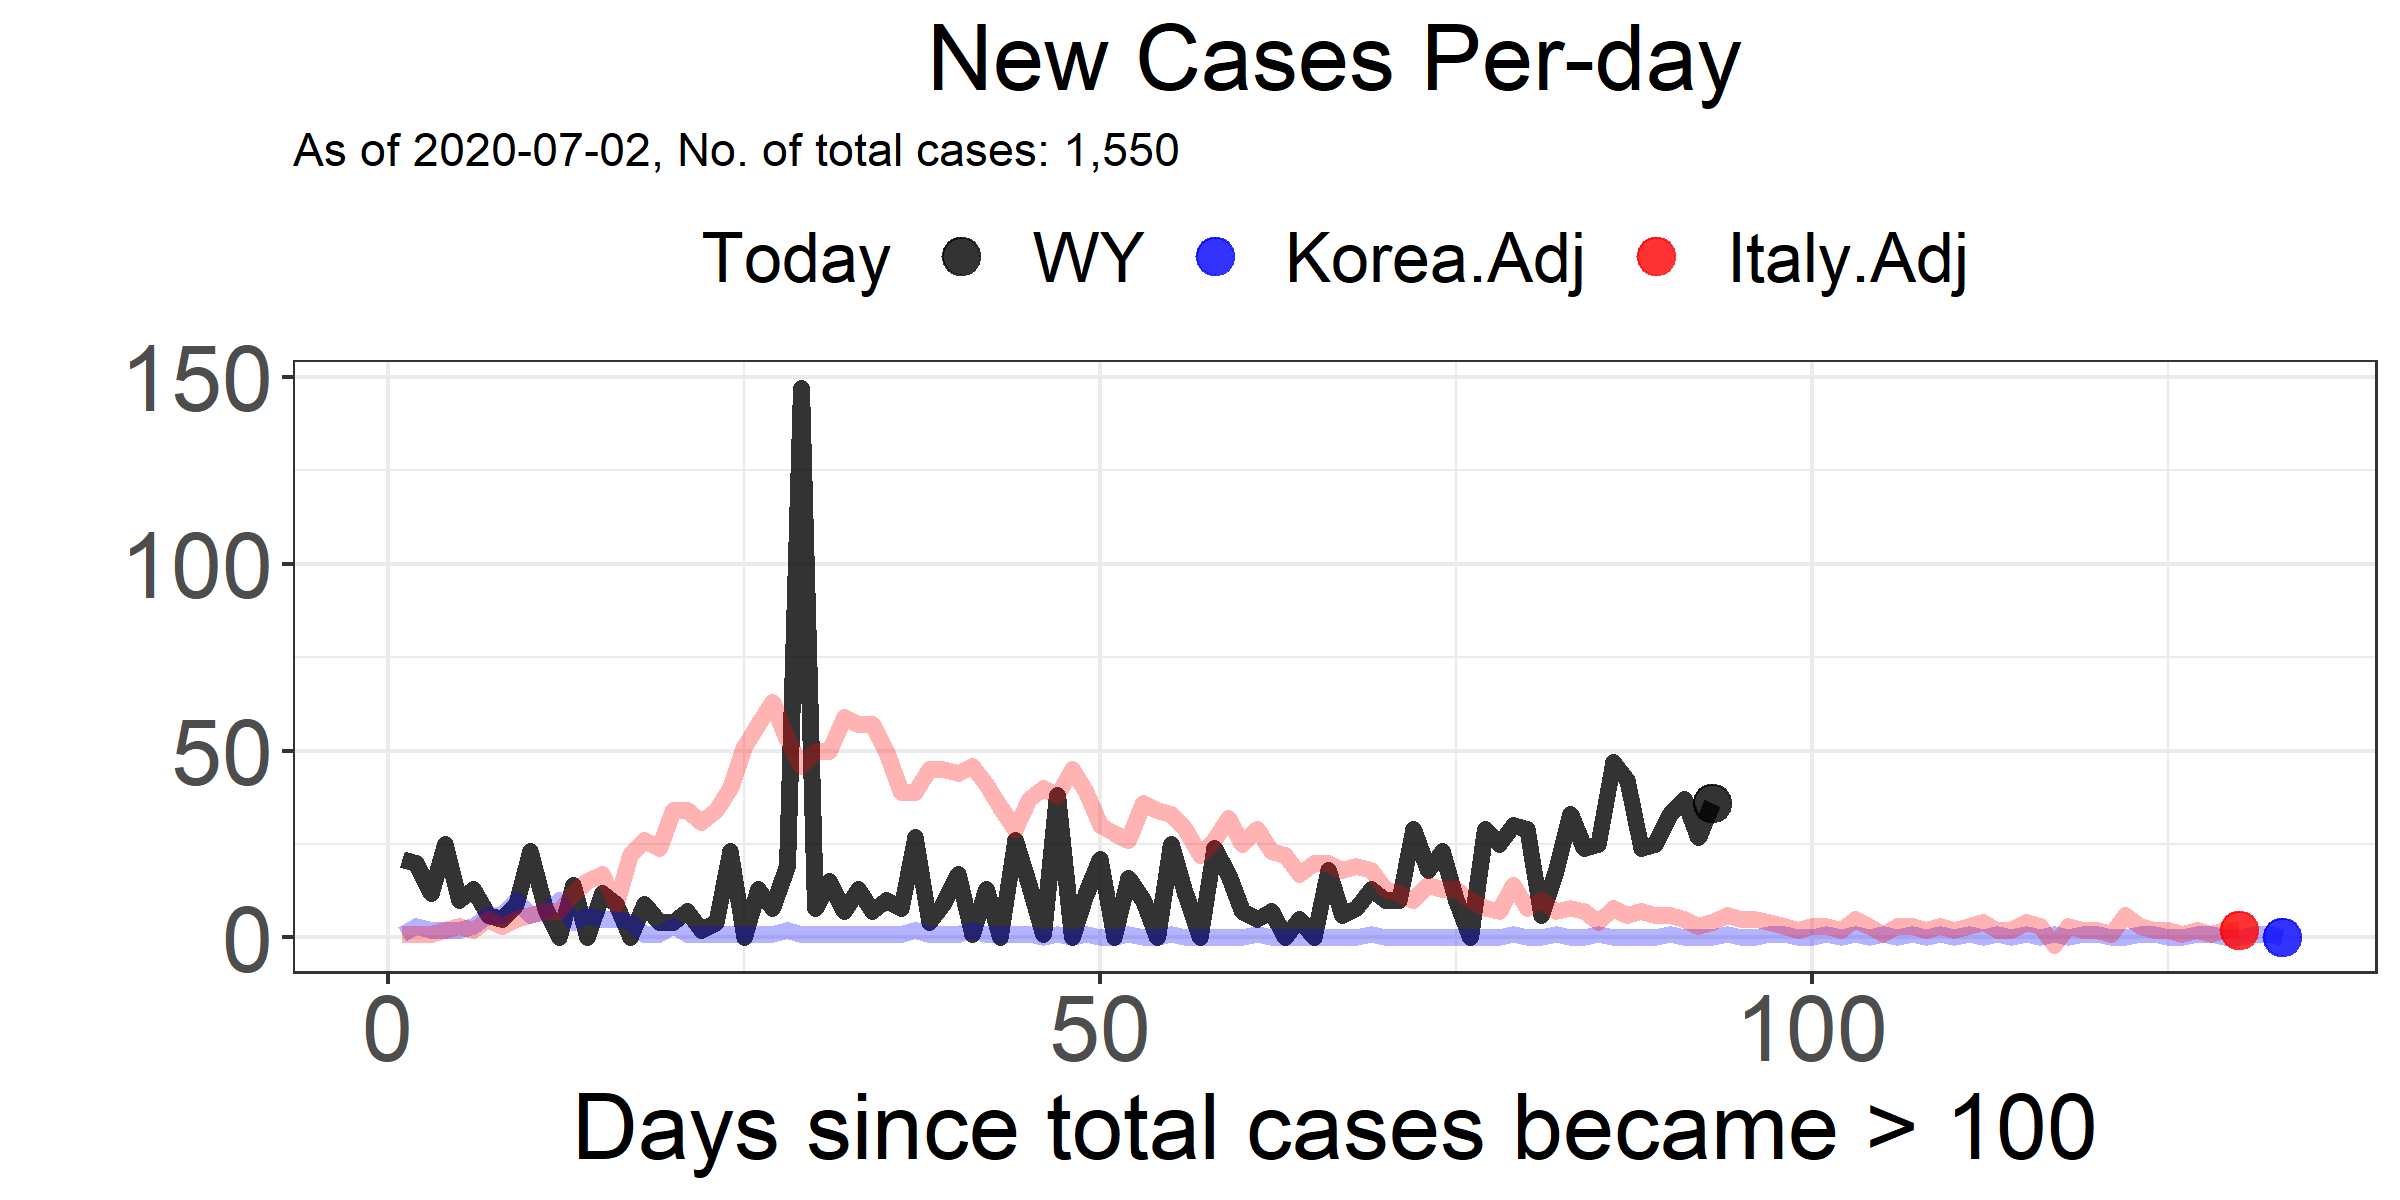 New Cases Per-day
As of 2020-07-02, No. of total cases: 1,550
Today WY Korea.Adj Italy.Adj
150
100
50
0
0 50 100
Days since total cases became > 100